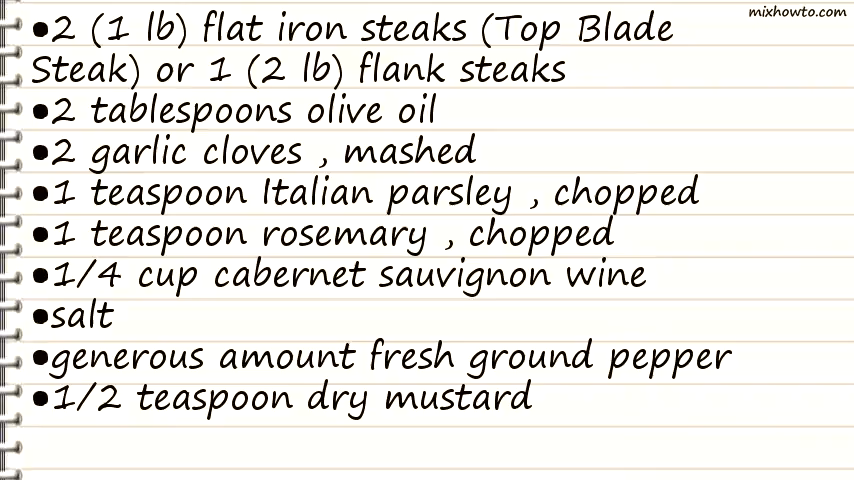 mixhowto.com
•2 (1 lb) flat iron steaks (Top Blade
Steak) or 1 (2 lb) flank steaks
•2 tablespoons olive oil
•2 garlic cloves , mashed
•1 teaspoon Italian parsley , chopped
•1 teaspoon rosemary , chopped
•1/4 cup cabernet sauvignon wine
•salt
•generous amount fresh ground pepper
•1/2 teaspoon dry mustard